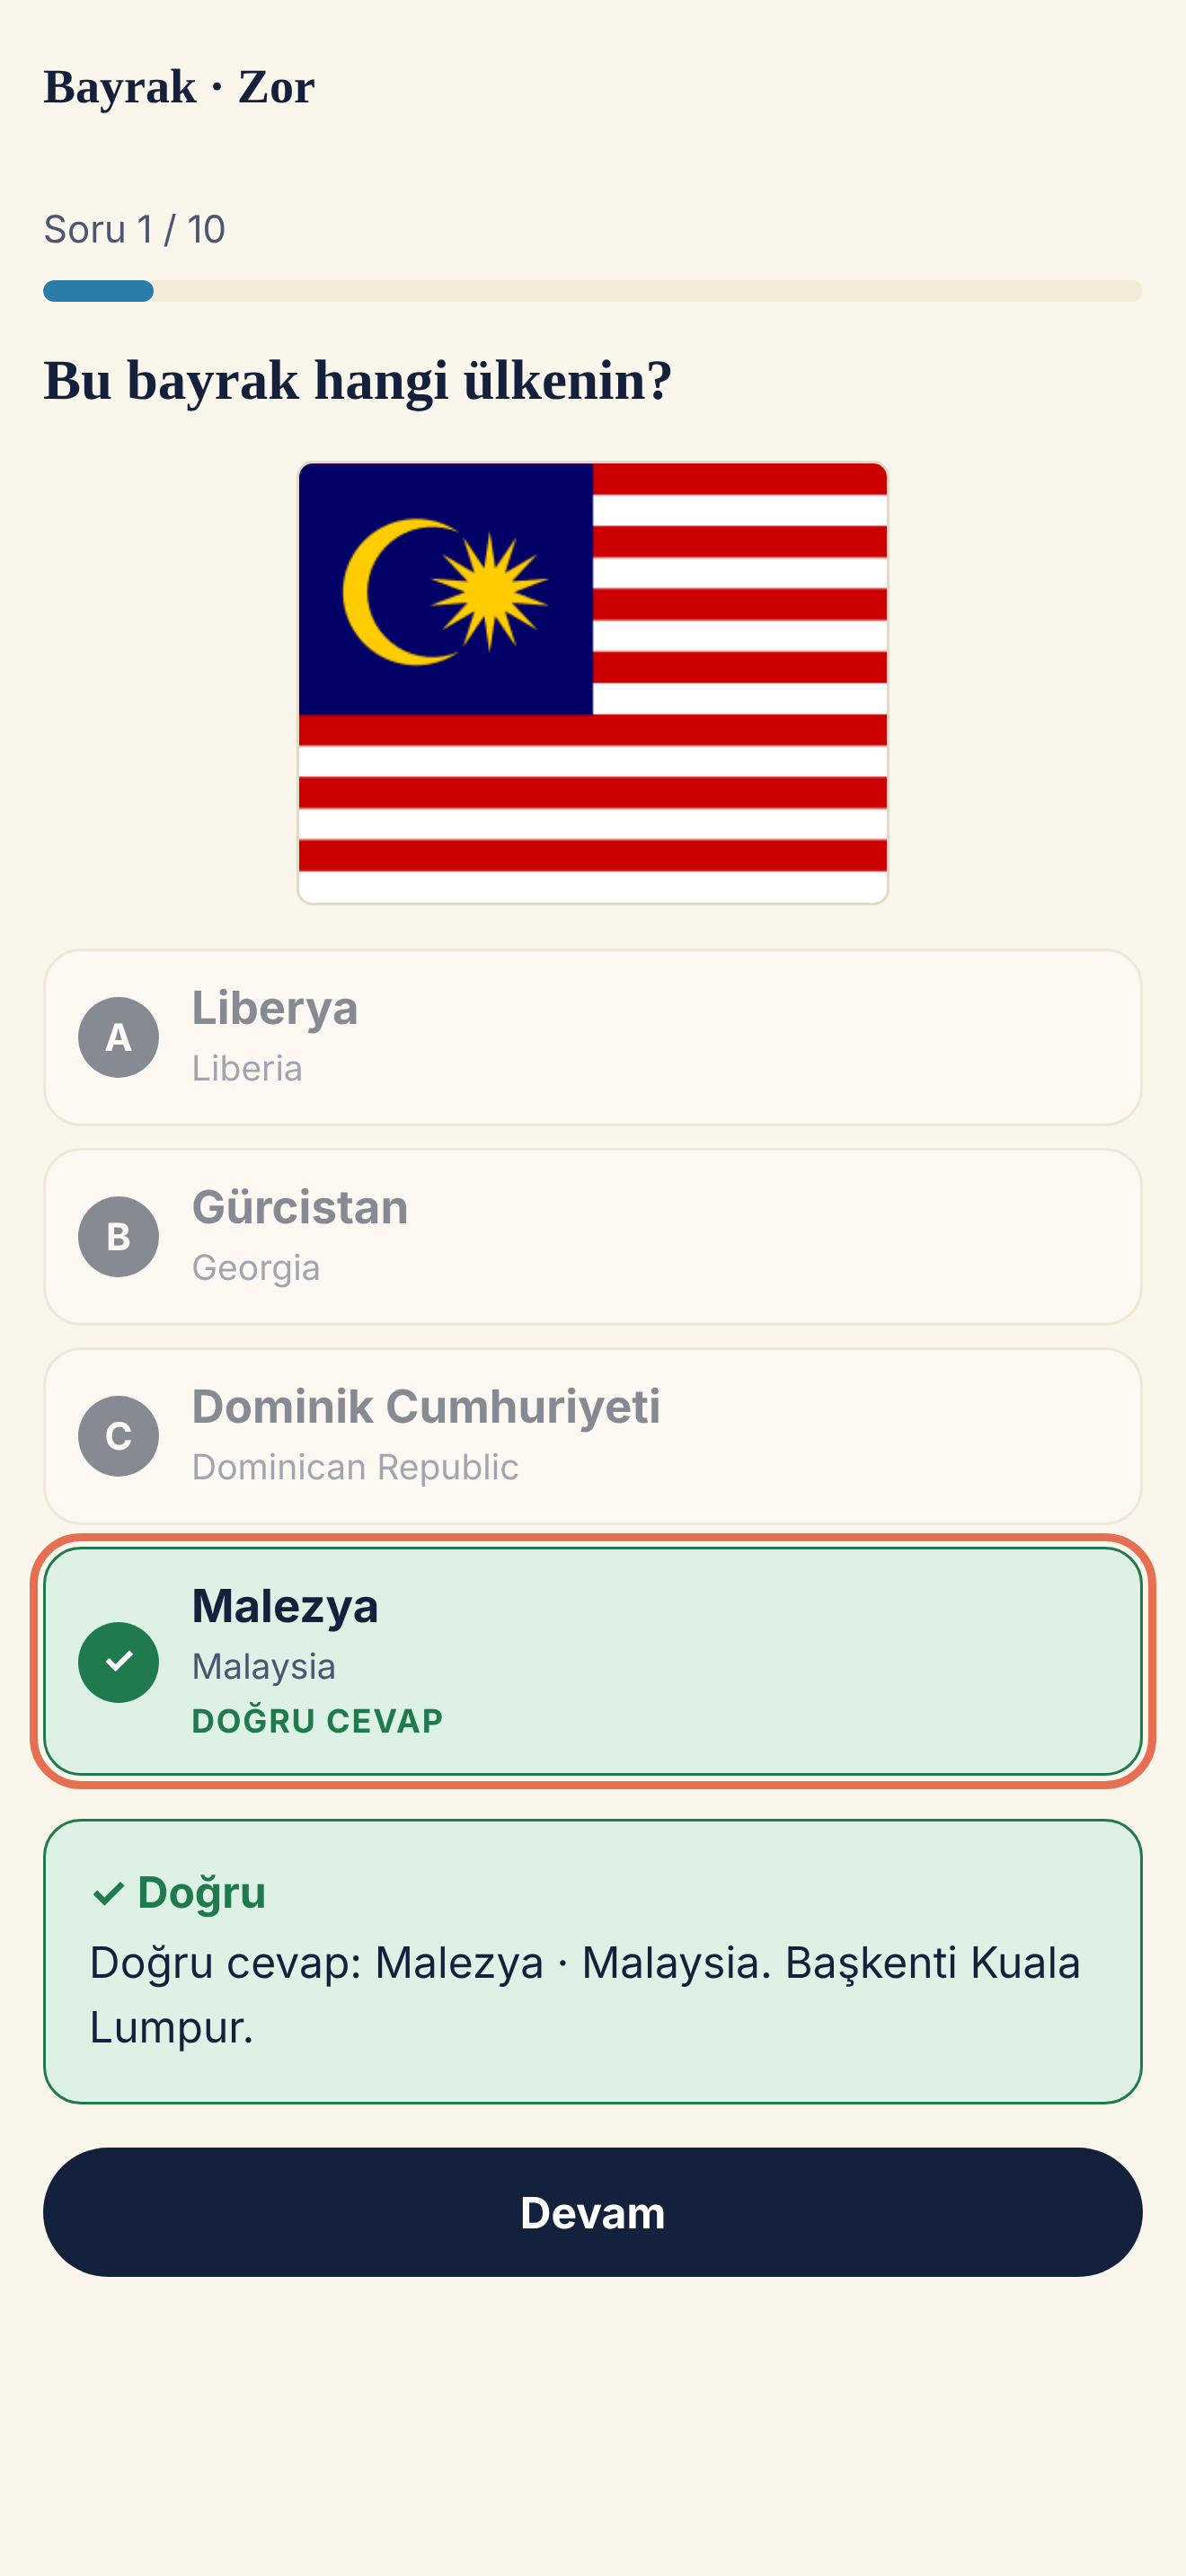 Bayrak · Zor
Soru 1 / 10
Bu bayrak hangi ülkenin?
A
Liberya
Liberia
B
Gürcistan
Georgia
C
Dominik Cumhuriyeti
Dominican Republic
✓
Malezya
Malaysia
DOĞRU CEVAP
✓ Doğru
Doğru cevap: Malezya · Malaysia. Başkenti Kuala
Lumpur.
Devam